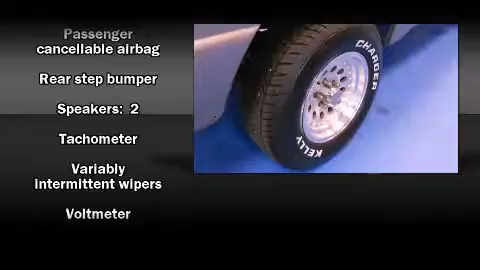 Passenger
cancellable airbag
Rear step bumper
Speakers: 2
Tachometer
Variably
intermittent wipers
Voltmeter
CHARGER
KELLY